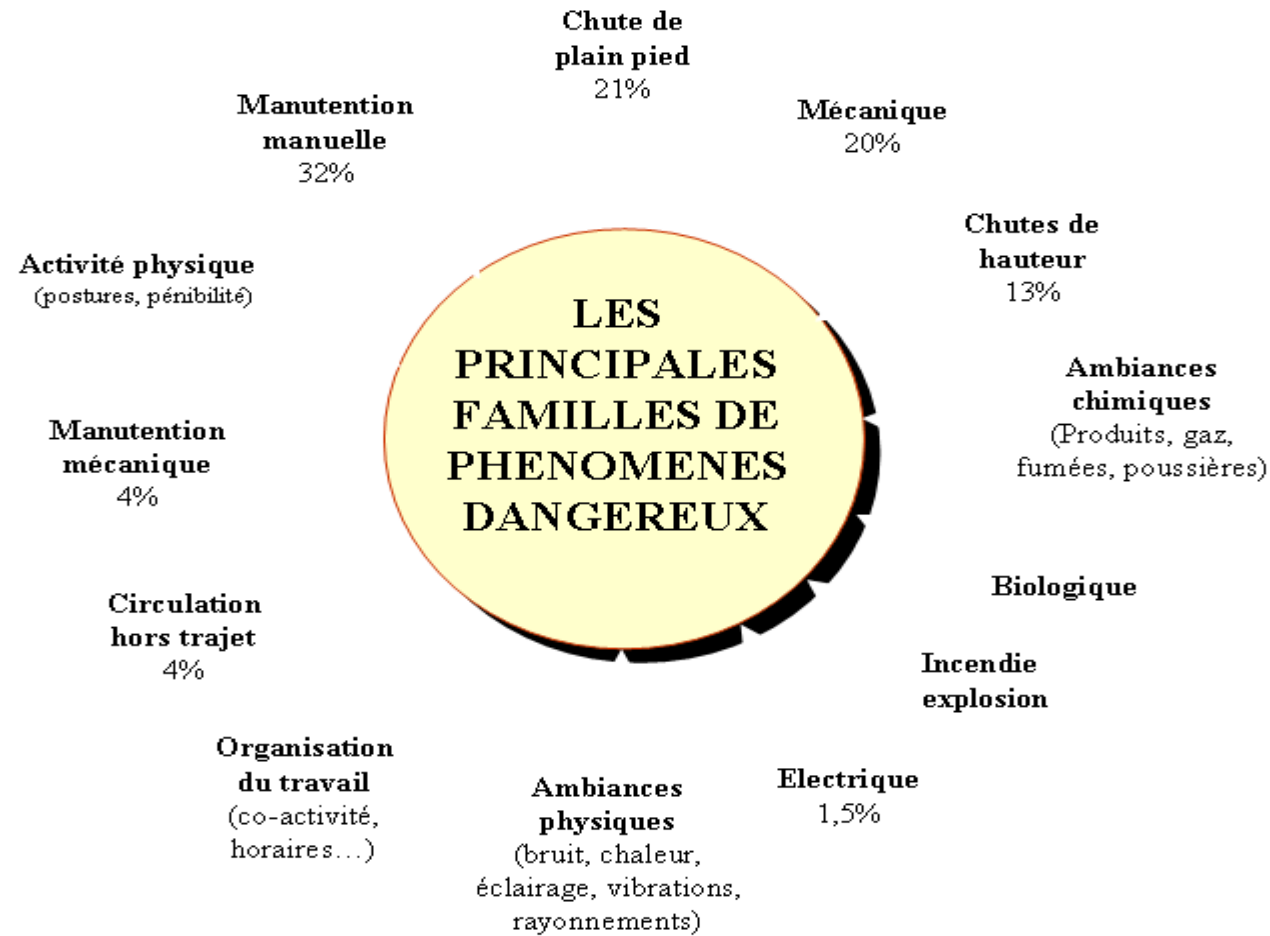 Chute de
plain pied
21%
Mécanique
20%
Chutes de
hauteur
13%
Ambiances
chimiques
(Produits, gaz,
fumées, poussières)
Biologique
Incendie
explosion
Electrique
1,5%
Ambiances
physiques
(bruit, chaleur,
éclairage, vibrations,
rayonnements)
Organisation
du travail
(co-activité,
horaires…)
Circulation
hors trajet
4%
Manutention
mécanique
4%
Activité physique
(postures, pénibilité)
Manutention
manuelle
32%
LES
PRINCIPALES
FAMILLES DE
PHENOMENES
DANGEREUX